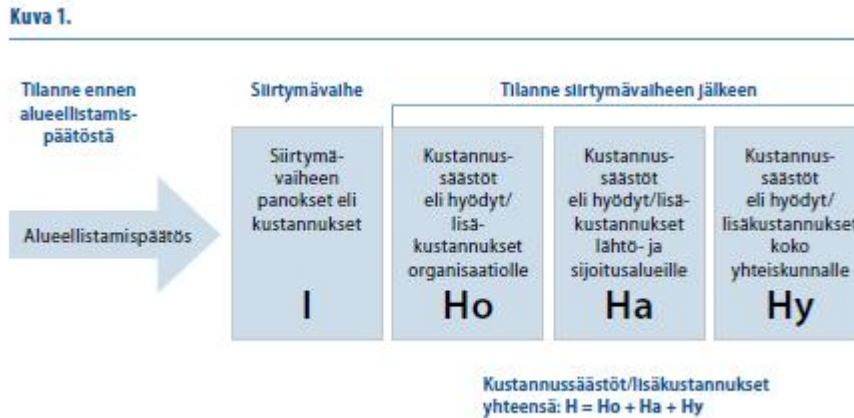 Kuva 1.
Tilanne ennen
alueellistamis-
päätöstä
Siirtymävaihe
Tilanne siirtymävaiheen jälkeen
Alueellistamispäätös
Siirtymä-
vaiheen
panokset eli
kustannukset
I
Kustannus-
säästöt
eli hyödyt/
lisä-
kustannukset
organisaatiolle
Ho
Kustannus-
säästöt
eli hyödyt/lisä-
kustannukset
lähtö- ja
sijoitusalueille
Ha
Kustannus-
säästöt
eli hyödyt/
lisäkustannukset
koko
yhteiskunnalle
Hy
Kustannussäästöt/lisäkustannukset
yhteensä: H = Ho + Ha + Hy